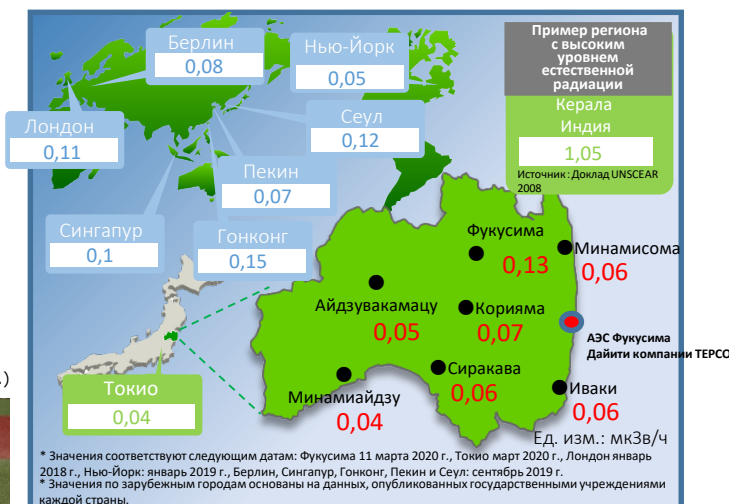 Берлин
0,08
Нью-Йорк
0,05
Пример региона
с высоким
уровнем
естественной
радиации
Керала
Индия
1,05
Источник : Доклад UNSCEAR
2008
Лондон
0,11
Сеул
0,12
Пекин
0,07
Сингапур
0,1
Гонконг
0,15
Фукусима
0,13
Минамисома
0,06
Айдзувакамацу
0,05
Корияма
0,07
АЭС Фукусима
Дайити компании ТЕРСО
Сиракава
0,06
Минамиайдзу
0,04
Иваки
0,06
.)
Токио
0,04
Ед. изм.: мкЗв/ч
* Значения соответствуют следующим датам: Фукусима 11 марта 2020 г., Токио март 2020 г., Лондон январь
2018 г., Нью-Йорк: январь 2019 г., Берлин, Сингапур, Гонконг, Пекин и Сеул: сентябрь 2019 г.
* Значения по зарубежным городам основаны на данных, опубликованных государственными учреждениями
каждой страны.